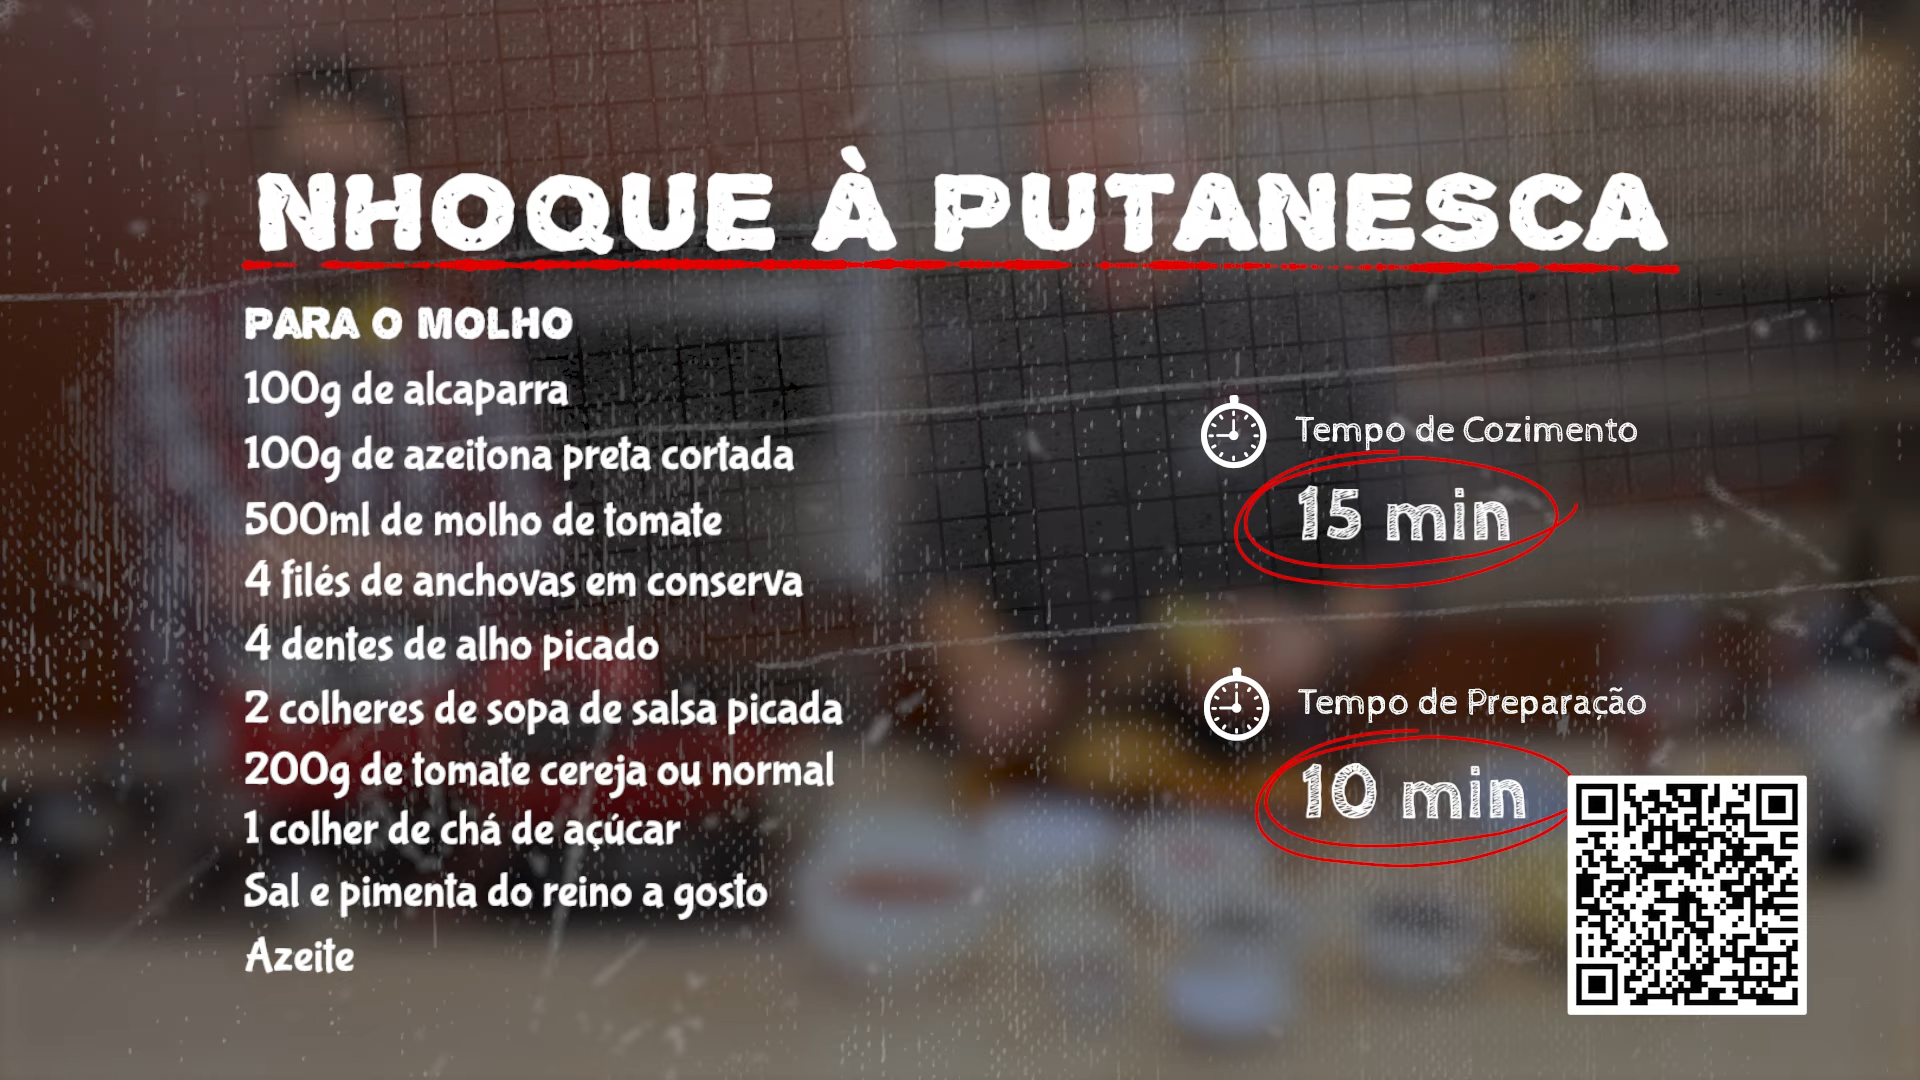 NHOQUE À PUTANESCA
PARA O MOLHO
100g de alcaparra
100g de azeitona preta cortada
500ml de molho de tomate
4 filés de anchovas em conserva
4 dentes de alho picado
2 colheres de sopa de salsa picada
200g de tomate cereja ou normal
1 colher de chá de açúcar
Sal e pimenta do reino a gosto
Azeite
Tempo de Cozimento
15 min
Tempo de Preparação
10 min